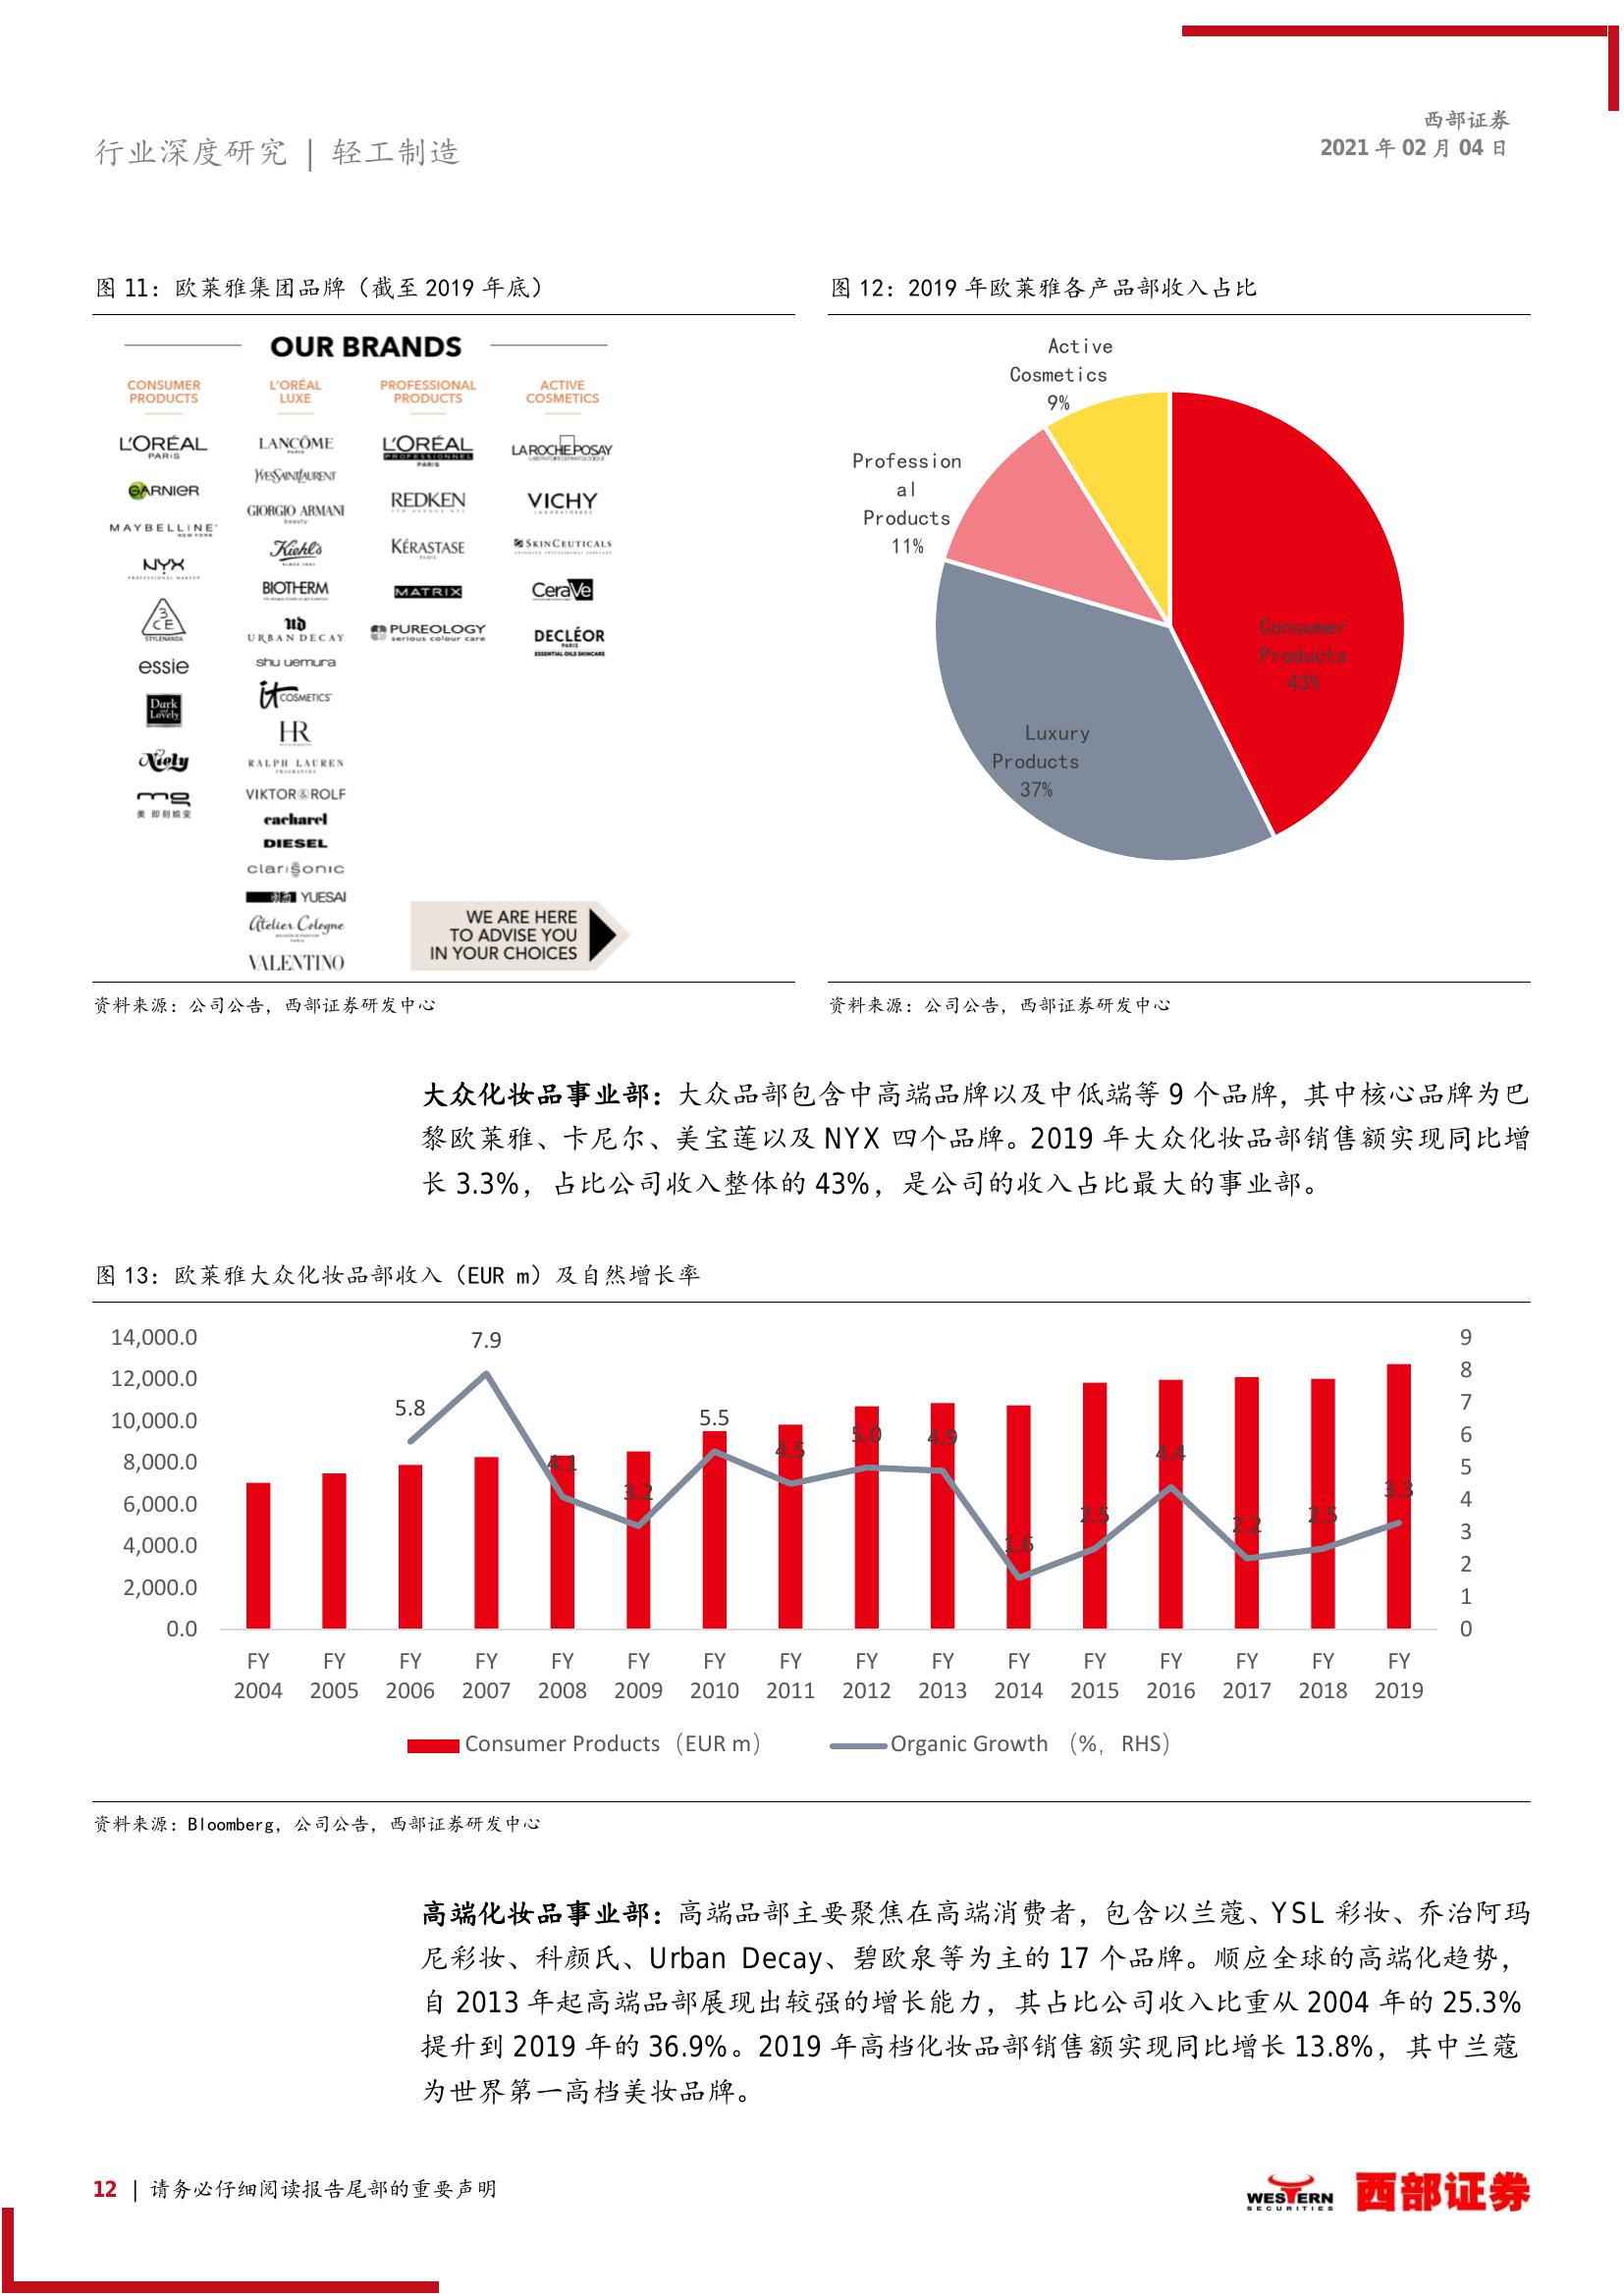 西部证券
2021 年 02 月 04 日
行业深度研究 | 轻工制造
图 11：欧莱雅集团品牌（截至 2019 年底）
OUR BRANDS
CONSUMER
PRODUCTS
L'ORÉAL
PARIS
GARNIER
MAYBELLINE
NEW YORK
NYX
PROFESSIONAL MAKEUP
3
CE
STYLENANDA
essie
Dark
and
Lovely
Niely
mg
美 即刻蜕变
L'ORÉAL
LUXE
LANCÔME
PARIS
YVESSAINTLAURENT
GIORGIO ARMANI
beauty
Kiehl's
SINCE 1851
BIOTHERM
UD
URBAN DECAY
shu uemura
it COSMETICS
HR
RALPH LAUREN
FRAGRANCES
VIKTOR&ROLF
cacharel
DIESEL
clarisonic
YUESAI
Atelier Cologne
VALENTINO
PROFESSIONAL
PRODUCTS
L'ORÉAL
PROFESSIONNEL
PARIS
REDKEN
KÉRASTASE
PARIS
MATRIX
PUREOLOGY
serious colour care
ACTIVE
COSMETICS
LA ROCHE POSAY
LABORATOIRE DERMATOLOGIQUE
VICHY
LABORATOIRES
SKINCEUTICALS
CeraVe
DECLÉOR
PARIS
ESSENTIAL OILS SKINCARE
WE ARE HERE
TO ADVISE YOU
IN YOUR CHOICES
资料来源：公司公告，西部证券研发中心
图 12：2019 年欧莱雅各产品部收入占比
Active
Cosmetics
9%
Profession
al
Products
11%
Consumer
Products
43%
Luxury
Products
37%
资料来源：公司公告，西部证券研发中心
大众化妆品事业部：大众品部包含中高端品牌以及中低端等 9 个品牌，其中核心品牌为巴
黎欧莱雅、卡尼尔、美宝莲以及 NYX 四个品牌。2019 年大众化妆品部销售额实现同比增
长 3.3%，占比公司收入整体的 43%，是公司的收入占比最大的事业部。
图 13：欧莱雅大众化妆品部收入（EUR m）及自然增长率
14,000.0
12,000.0
10,000.0
8,000.0
6,000.0
4,000.0
2,000.0
0.0
5.8
7.9
4.1
3.2
5.5
4.5
5.0
4.9
1.6
2.5
4.4
2.2
2.5
3.3
9
8
7
6
5
4
3
2
1
0
FY FY FY FY FY FY FY FY FY FY FY FY FY FY FY FY
2004 2005 2006 2007 2008 2009 2010 2011 2012 2013 2014 2015 2016 2017 2018 2019
Consumer Products（EUR m） Organic Growth （%，RHS）
资料来源：Bloomberg，公司公告，西部证券研发中心
高端化妆品事业部：高端品部主要聚焦在高端消费者，包含以兰蔻、YSL 彩妆、乔治阿玛
尼彩妆、科颜氏、Urban Decay、碧欧泉等为主的 17 个品牌。顺应全球的高端化趋势，
自 2013 年起高端品部展现出较强的增长能力，其占比公司收入比重从 2004 年的 25.3%
提升到 2019 年的 36.9%。2019 年高档化妆品部销售额实现同比增长 13.8%，其中兰蔻
为世界第一高档美妆品牌。
12 | 请务必仔细阅读报告尾部的重要声明
WESTERN
SECURITIES
西部证券